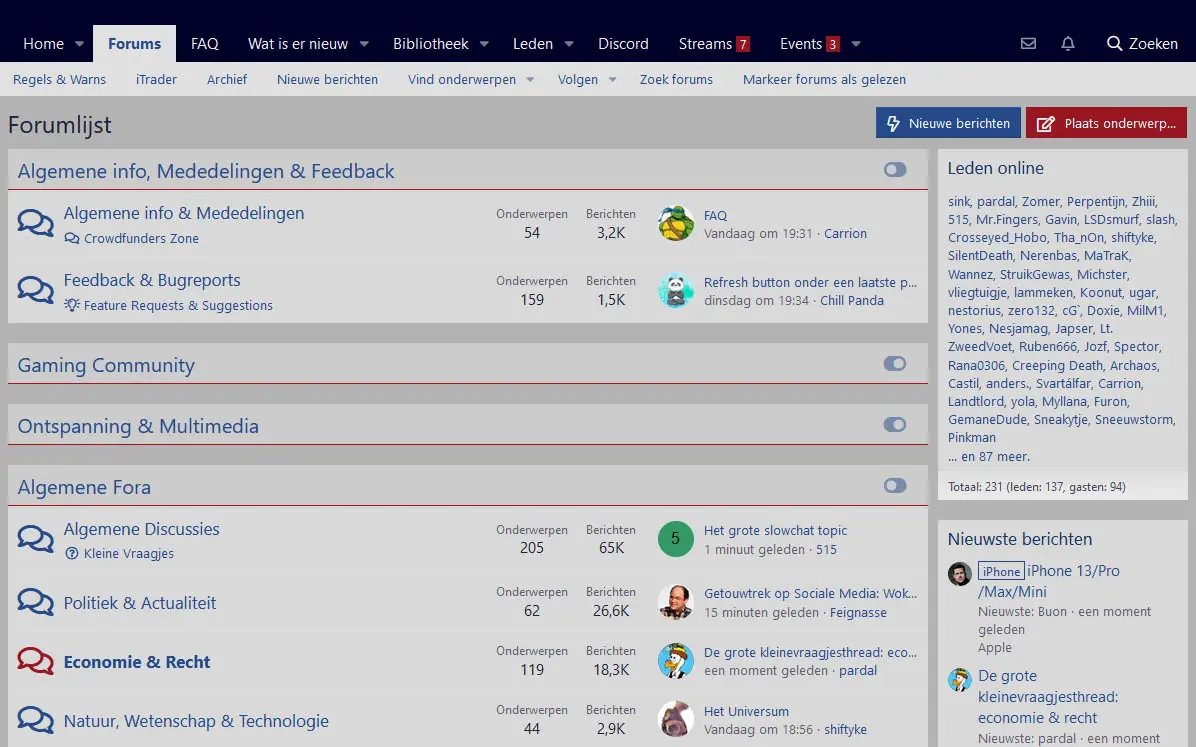 Home Forums FAQ Wat is er nieuw Bibliotheek Leden Discord Streams 7 Events 3 Zoeken
Regels & Warns iTrader Archief Nieuwe berichten Vind onderwerpen Volgen Zoek forums Markeer forums als gelezen
Forumlijst
Nieuwe berichten Plaats onderwerp...
Algemene info, Mededelingen & Feedback
Algemene info & Mededelingen
Crowdfunders Zone
Onderwerpen Berichten
54 3,2K
FAQ
Vandaag om 19:31 · Carrion
Feedback & Bugreports
Feature Requests & Suggestions
Onderwerpen Berichten
159 1,5K
Refresh button onder een laatste p...
dinsdag om 19:34 · Chill Panda
Gaming Community
Ontspanning & Multimedia
Algemene Fora
Algemene Discussies
Kleine Vraagjes
Onderwerpen Berichten
205 65K
5
Het grote slowchat topic
1 minuut geleden · 515
Politiek & Actualiteit
Onderwerpen Berichten
62 26,6K
Getouwtrek op Sociale Media: Wok...
15 minuten geleden · Feignasse
Economie & Recht
Onderwerpen Berichten
119 18,3K
De grote kleinevraagjesthread: eco...
een moment geleden · pardal
Natuur, Wetenschap & Technologie
Onderwerpen Berichten
44 2,9K
Het Universum
Vandaag om 18:56 · shiftyke
Leden online
sink, pardal, Zomer, Perpentijn, Zhiii,
515, Mr.Fingers, Gavin, LSDsmurf, slash,
Crosseyed_Hobo, Tha_nOn, shiftyke,
SilentDeath, Nerenbas, MaTraK,
Wannez, StruikGewas, Michster,
vliegtuigje, lammeken, Koonut, ugar,
nestorius, zero132, cG`, Doxie, MilM1,
Yones, Nesjamag, Japser, Lt.
ZweedVoet, Ruben666, Jozf, Spector,
Rana0306, Creeping Death, Archaos,
Castil, anders., Svartálfar, Carrion,
Landtlord, yola, Myllana, Furon,
GemaneDude, Sneakytje, Sneeuwstorm,
Pinkman
... en 87 meer.
Totaal: 231 (leden: 137, gasten: 94)
Nieuwste berichten
iPhone iPhone 13/Pro
/Max/Mini
Nieuwste: Buon · een moment
geleden
Apple
De grote
kleinevraagjesthread:
economie & recht
Nieuwste: pardal · een moment